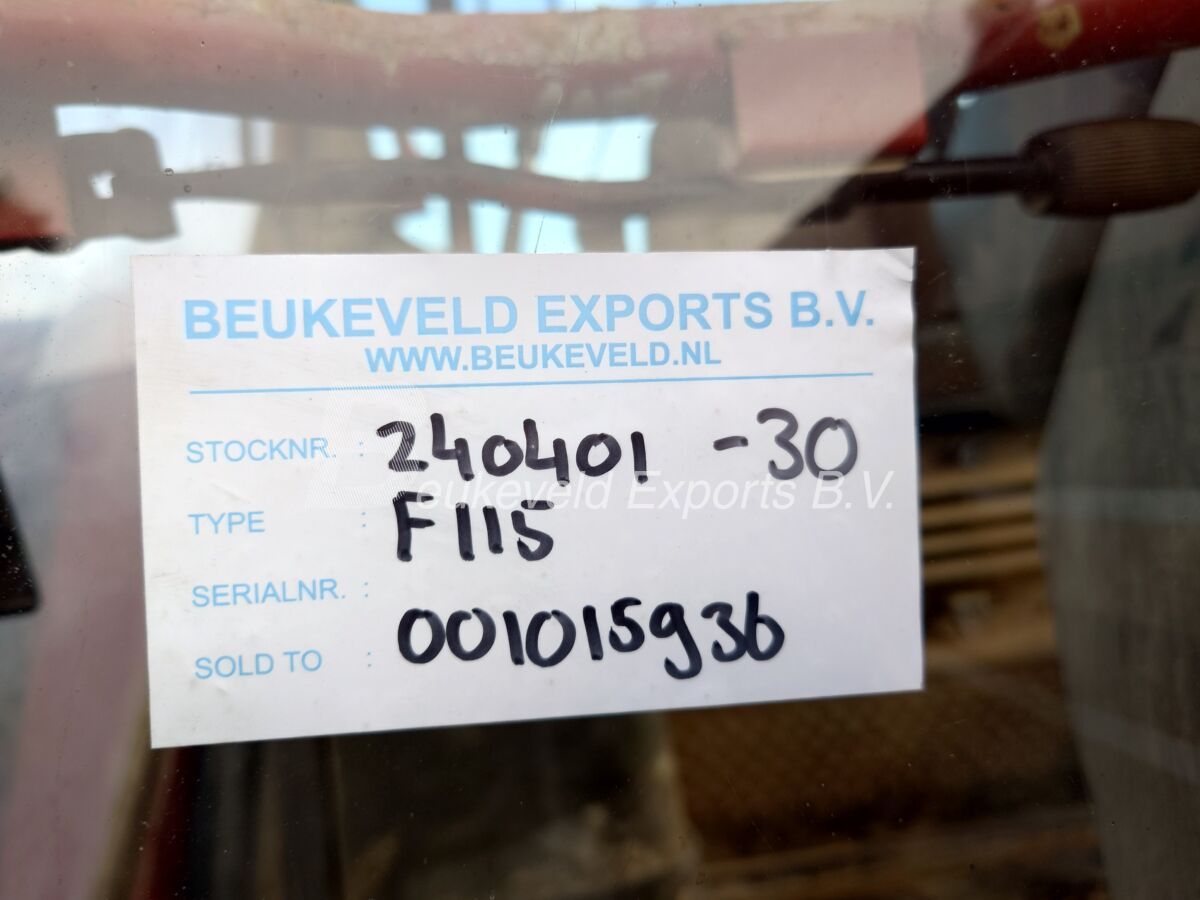 BEUKEVELD EXPORTS B.V.
WWW.BEUKEVELD.NL
STOCKNR. : 240401 -30
Beukeveld Exports B.V.
TYPE : F115
SERIALNR. :
SOLD TO : 001015936